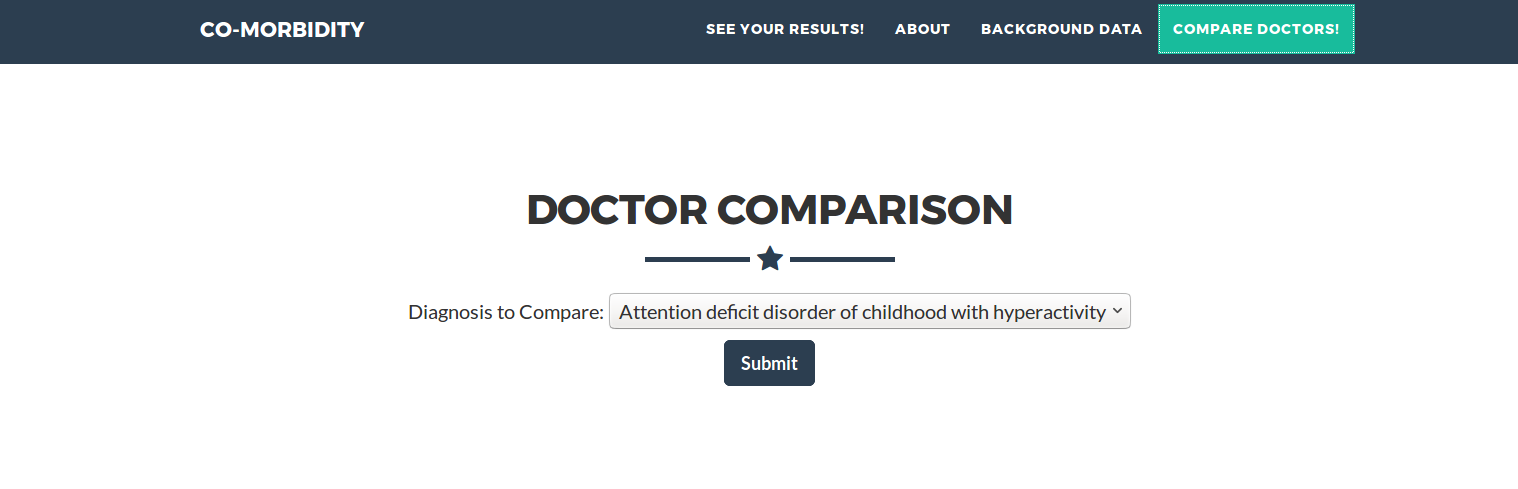 CO-MORBIDITY SEE YOUR RESULTS! ABOUT BACKGROUND DATA COMPARE DOCTORS!
DOCTOR COMPARISON
Diagnosis to Compare: Attention deficit disorder of childhood with hyperactivity
Submit